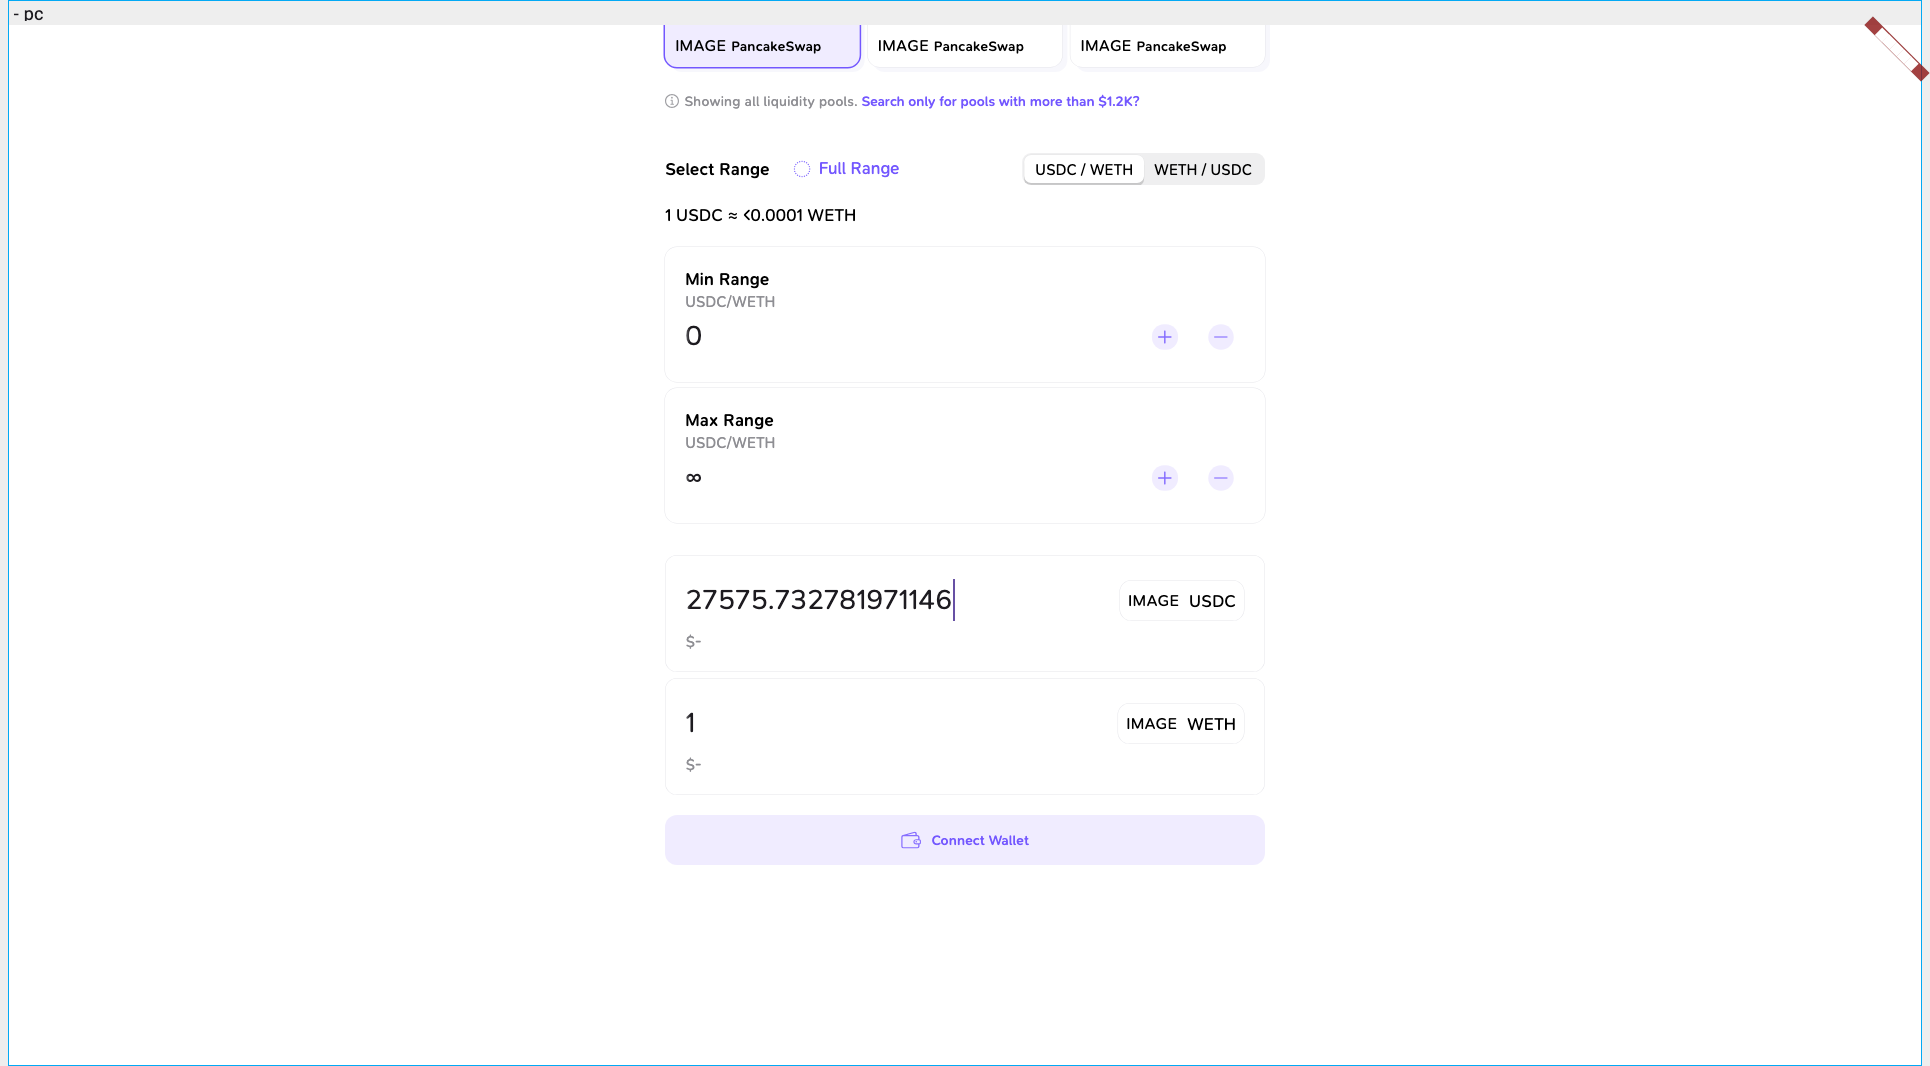 - pc
IMAGE PancakeSwap
IMAGE PancakeSwap
IMAGE PancakeSwap
Showing all liquidity pools. Search only for pools with more than $1.2K?
Select Range
Full Range
USDC / WETH
WETH / USDC
1 USDC ≈ <0.0001 WETH
Min Range
USDC/WETH
0
Max Range
USDC/WETH
∞
27575.732781971146
IMAGE USDC
$-
1
IMAGE WETH
$-
Connect Wallet